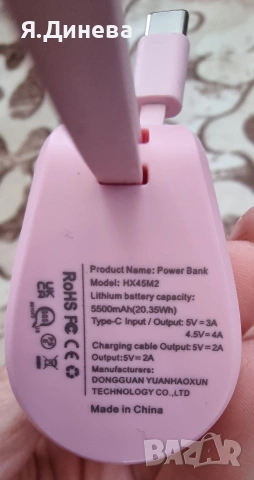 Я.Динева
Product Name: Power Bank
Model: HX45M2
Lithium battery capacity:
5500mAh(20.35Wh)
Type-C Input / Output: 5V=3A
4.5V=4A
Charging cable Output:5V=2A
Output:5V=2A
Manufacturers:
DONGGUAN YUANHAOXUN
TECHNOLOGY CO.,LTD
Made in China
RoHS FC CE
BAZAR